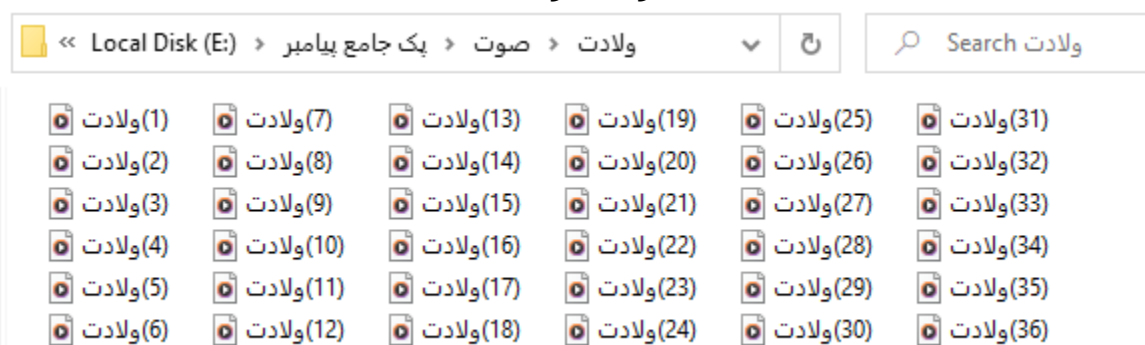 « Local Disk (E:) › پک جامع پیامبر › صوت › ولادت Search ولادت
ولادت(1) ولادت(7) ولادت(13) ولادت(19) ولادت(25) ولادت(31)
ولادت(2) ولادت(8) ولادت(14) ولادت(20) ولادت(26) ولادت(32)
ولادت(3) ولادت(9) ولادت(15) ولادت(21) ولادت(27) ولادت(33)
ولادت(4) ولادت(10) ولادت(16) ولادت(22) ولادت(28) ولادت(34)
ولادت(5) ولادت(11) ولادت(17) ولادت(23) ولادت(29) ولادت(35)
ولادت(6) ولادت(12) ولادت(18) ولادت(24) ولادت(30) ولادت(36)